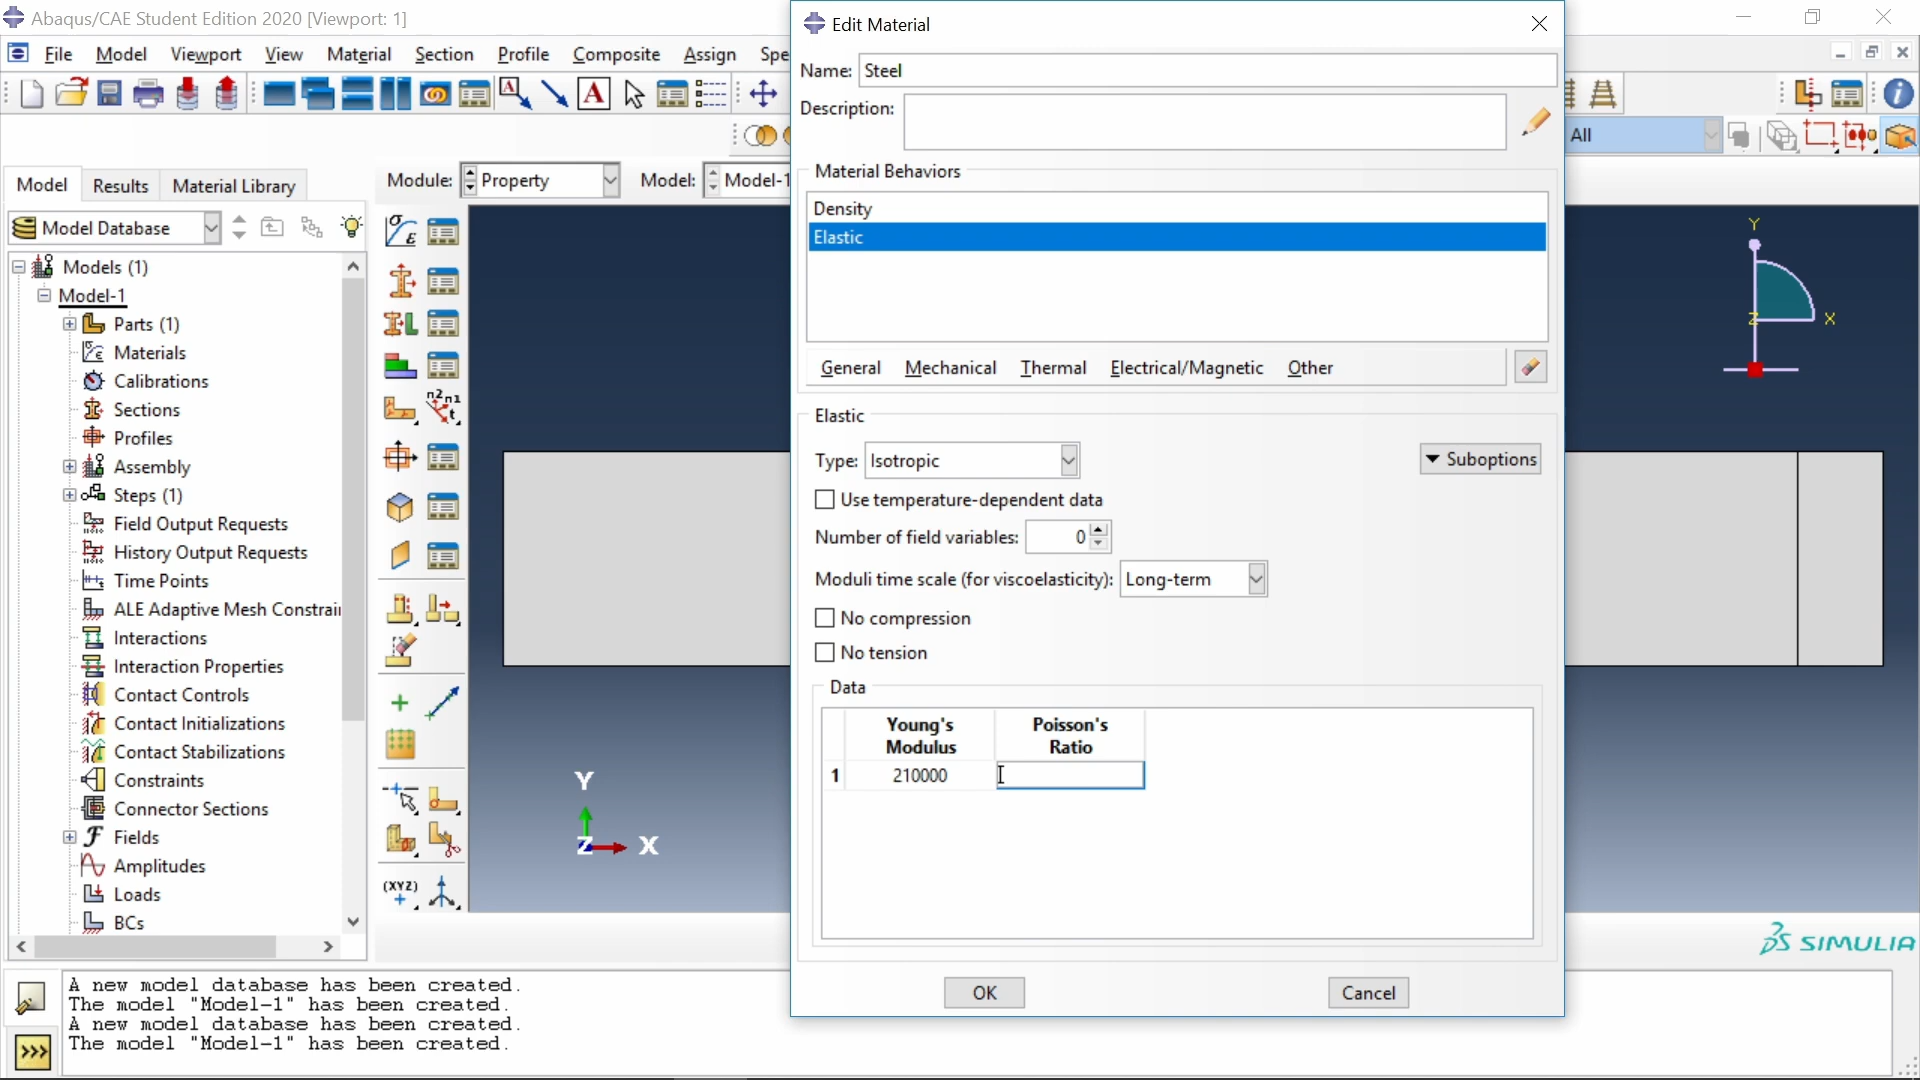 Abaqus/CAE Student Edition 2020 [Viewport: 1]
File Model Viewport View Material Section Profile Composite Assign Spe
All
Model Results Material Library
Module: Property Model: Model-1
Model Database
Models (1)
Model-1
Parts (1)
Materials
Calibrations
Sections
Profiles
Assembly
Steps (1)
Field Output Requests
History Output Requests
Time Points
ALE Adaptive Mesh Constrai
Interactions
Interaction Properties
Contact Controls
Contact Initializations
Contact Stabilizations
Constraints
Connector Sections
Fields
Amplitudes
Loads
BCs
n2 n1
t
(XYZ)
Y
Z X
Y
Z X
Edit Material
Name: Steel
Description:
Material Behaviors
Density
Elastic
General Mechanical Thermal Electrical/Magnetic Other
Elastic
Type: Isotropic
Suboptions
Use temperature-dependent data
Number of field variables: 0
Moduli time scale (for viscoelasticity): Long-term
No compression
No tension
Data
Young's Modulus
Poisson's Ratio
1 210000
OK Cancel
SIMULIA
A new model database has been created.
The model "Model-1" has been created.
A new model database has been created.
The model "Model-1" has been created.
>>>